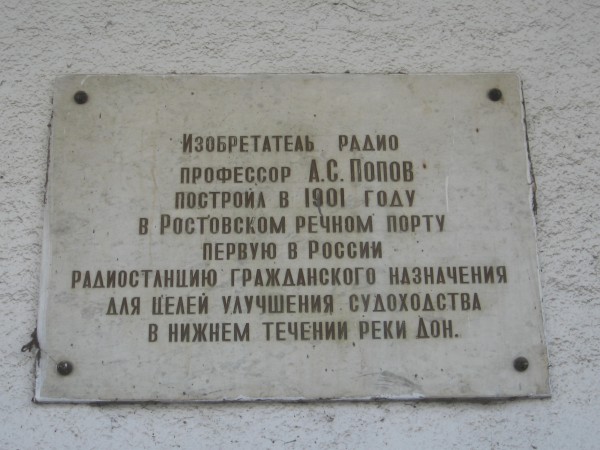 Изобретатель радио
профессор А.С. Попов
построил в 1901 году
в Ростовском речном порту
первую в России
радиостанцию гражданского назначения
для целей улучшения судоходства
в нижнем течении реки Дон.